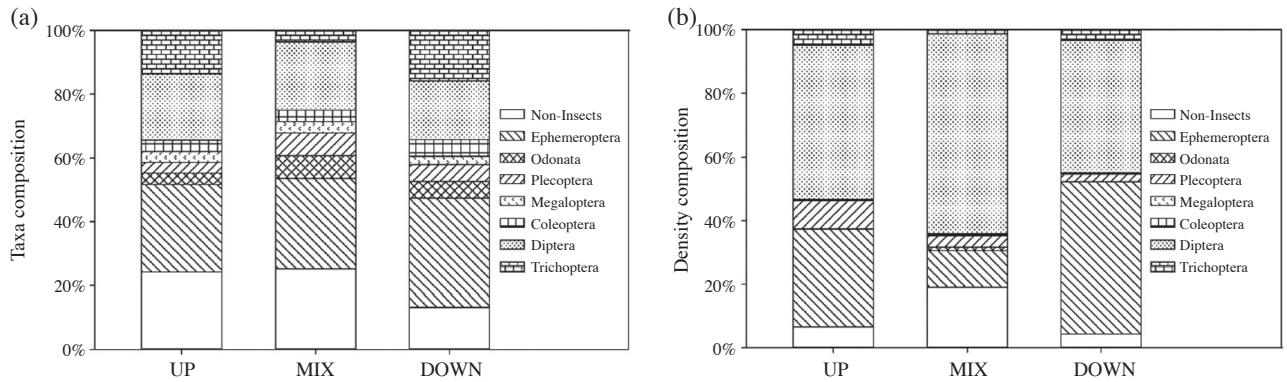 (a)
Taxa composition
100%
80%
60%
40%
20%
0%
UP MIX DOWN
Non-Insects
Ephemeroptera
Odonata
Plecoptera
Megaloptera
Coleoptera
Diptera
Trichoptera
(b)
Density composition
100%
80%
60%
40%
20%
0%
UP MIX DOWN
Non-Insects
Ephemeroptera
Odonata
Plecoptera
Megaloptera
Coleoptera
Diptera
Trichoptera